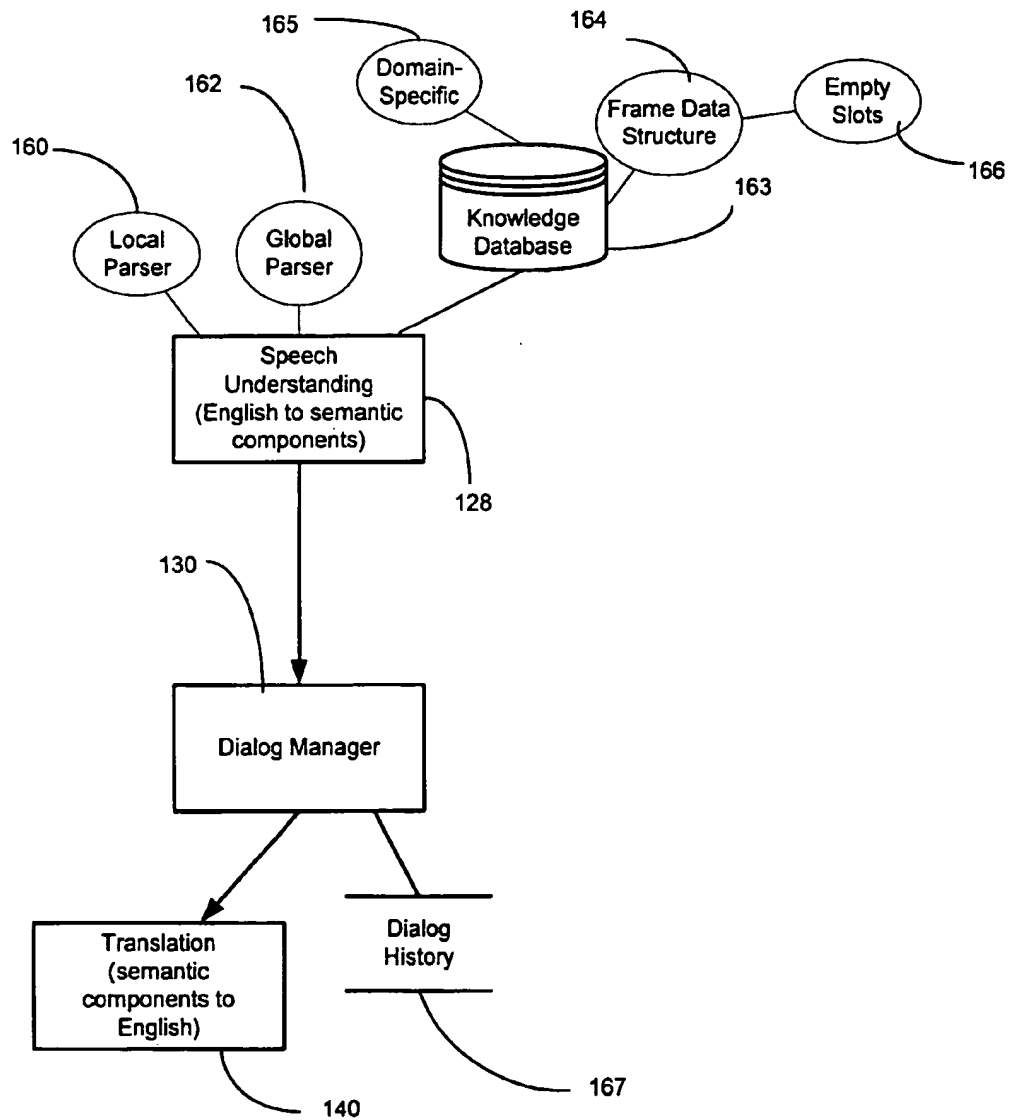 165
164
Domain-
Specific
Empty
Slots
162
Frame Data
Structure
160
166
163
Knowledge
Database
Local
Parser
Global
Parser
Speech
Understanding
(English to semantic
components)
128
130
Dialog Manager
Translation
(semantic
components to
English)
Dialog
History
140
167